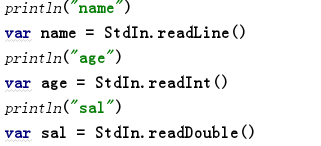 println("name")
var name = StdIn.readLine()
println("age")
var age = StdIn.readInt()
println("sal")
var sal = StdIn.readDouble()